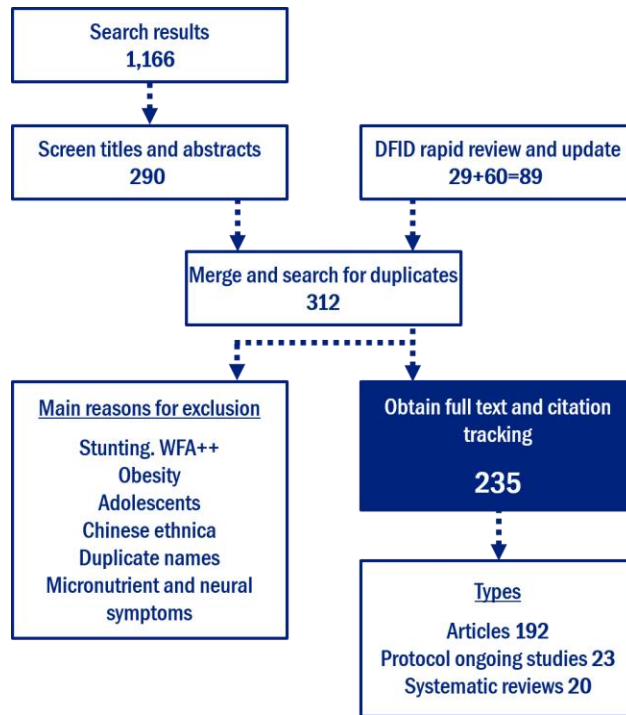 Search results
1,166
Screen titles and abstracts
290
DFID rapid review and update
29+60=89
Merge and search for duplicates
312
Main reasons for exclusion
Stunting. WFA++
Obesity
Adolescents
Chinese ethnica
Duplicate names
Micronutrient and neural
symptoms
Obtain full text and citation
tracking
235
Types
Articles 192
Protocol ongoing studies 23
Systematic reviews 20